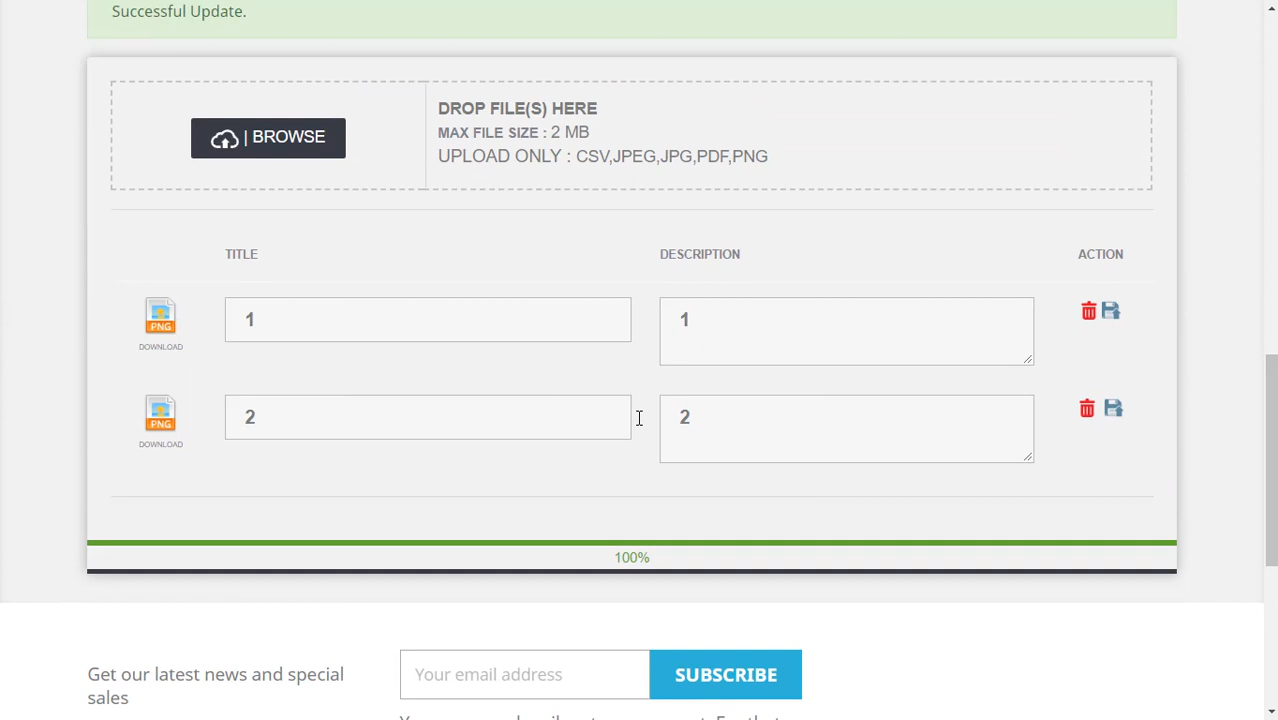 Successful Update.
| BROWSE
DROP FILE(S) HERE
MAX FILE SIZE : 2 MB
UPLOAD ONLY : CSV,JPEG,JPG,PDF,PNG
TITLE DESCRIPTION ACTION
PNG
DOWNLOAD
1 1
PNG
DOWNLOAD
2 2
100%
Get our latest news and special
sales
Your email address
SUBSCRIBE